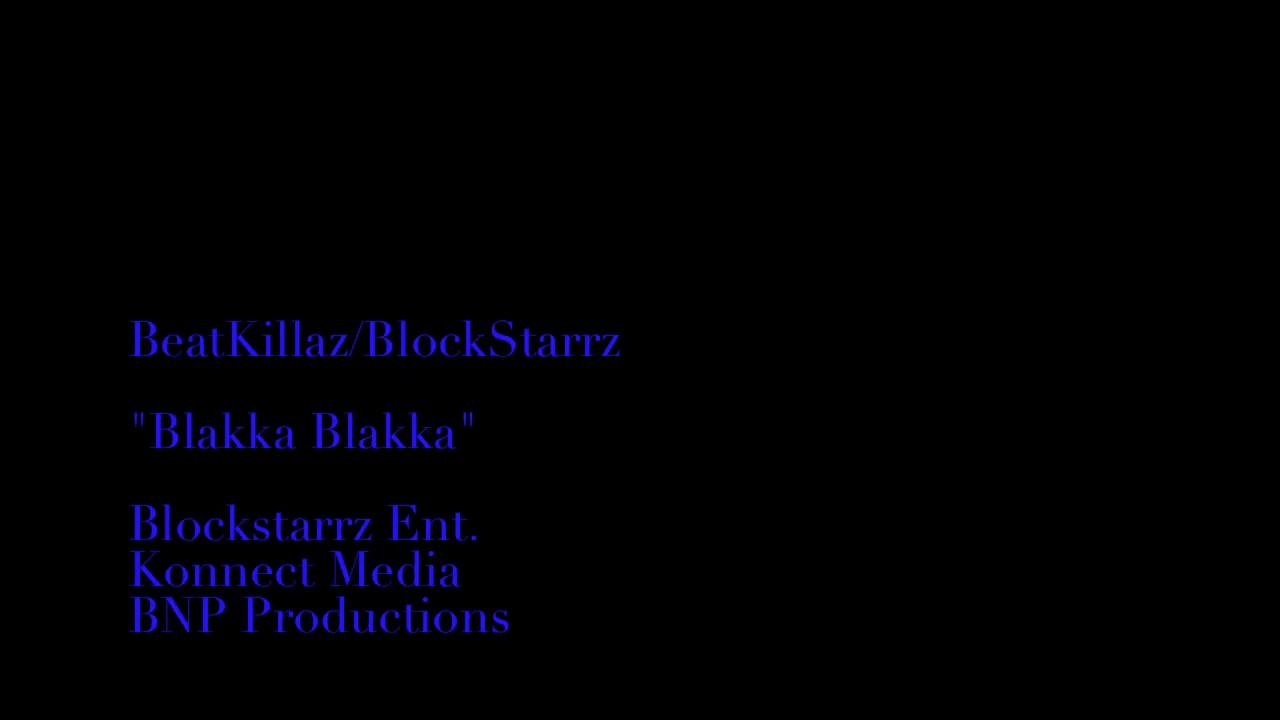 BeatKillaz/BlockStarrz
"Blakka Blakka"
Blockstarrz Ent.
Konnect Media
BNP Productions